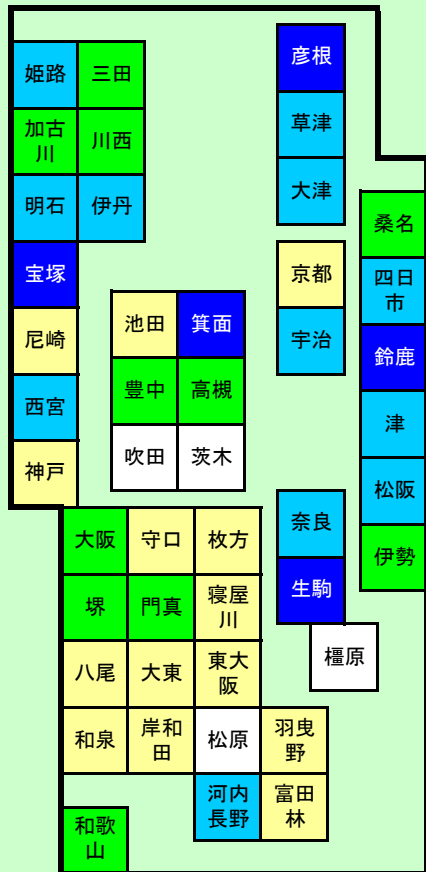 彦根
姫路
三田
草津
加古
川
川西
大津
明石
伊丹
桑名
宝塚
京都
四日
市
池田
箕面
尼崎
宇治
鈴鹿
豊中
高槻
西宮
津
吹田
茨木
神戸
松阪
大阪
守口
枚方
奈良
伊勢
堺
門真
寝屋
川
生駒
橿原
八尾
大東
東大
阪
和泉
岸和
田
松原
羽曳
野
河内
長野
富田
林
和歌
山